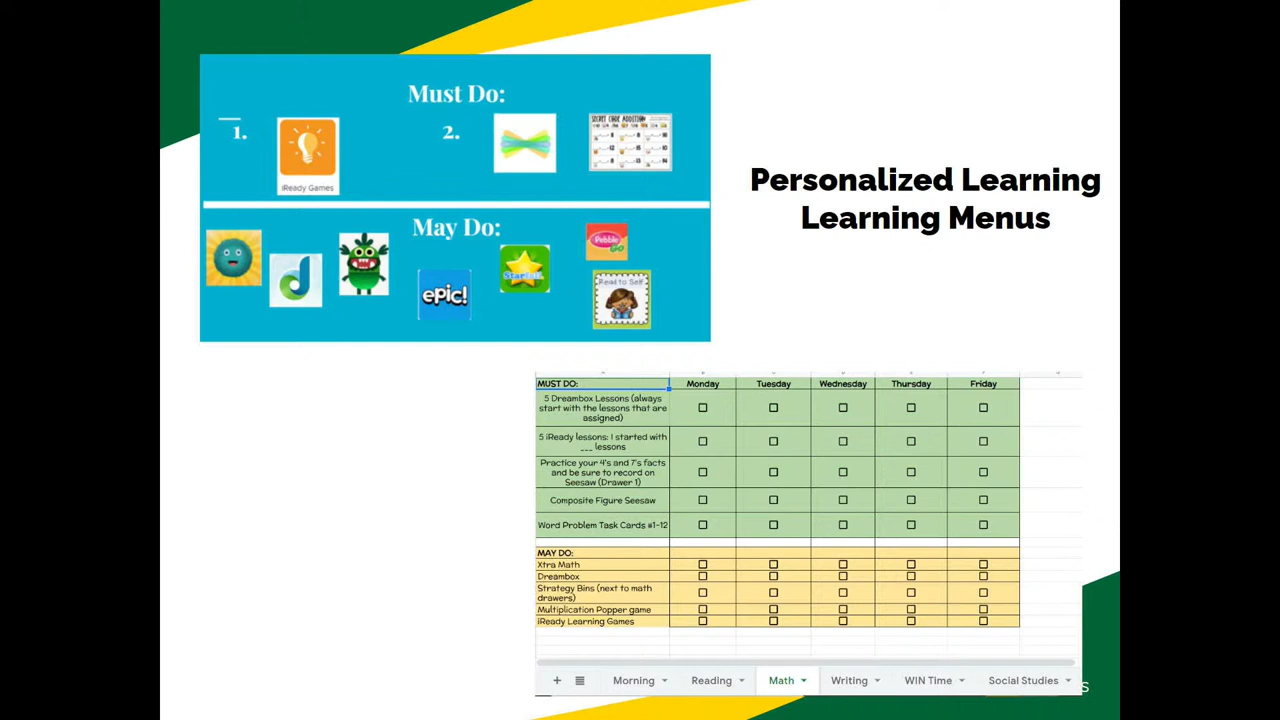 Must Do:
1.
2.
iReady Games
SECRET CODE ADDITION
May Do:
epic!
Starfall
Pebble
Go
Read to Self
Personalized Learning
Learning Menus
MUST DO:
Monday
Tuesday
Wednesday
Thursday
Friday
5 Dreambox Lessons (always
start with the lessons that are
assigned)
5 iReady lessons: I started with
___ lessons
Practice your 4's and 7's facts
and be sure to record on
Seesaw (Drawer 1)
Composite Figure Seesaw
Word Problem Task Cards #1-12
MAY DO:
Xtra Math
Dreambox
Strategy Bins (next to math
drawers)
Multiplication Popper game
iReady Learning Games
Morning
Reading
Math
Writing
WIN Time
Social Studies